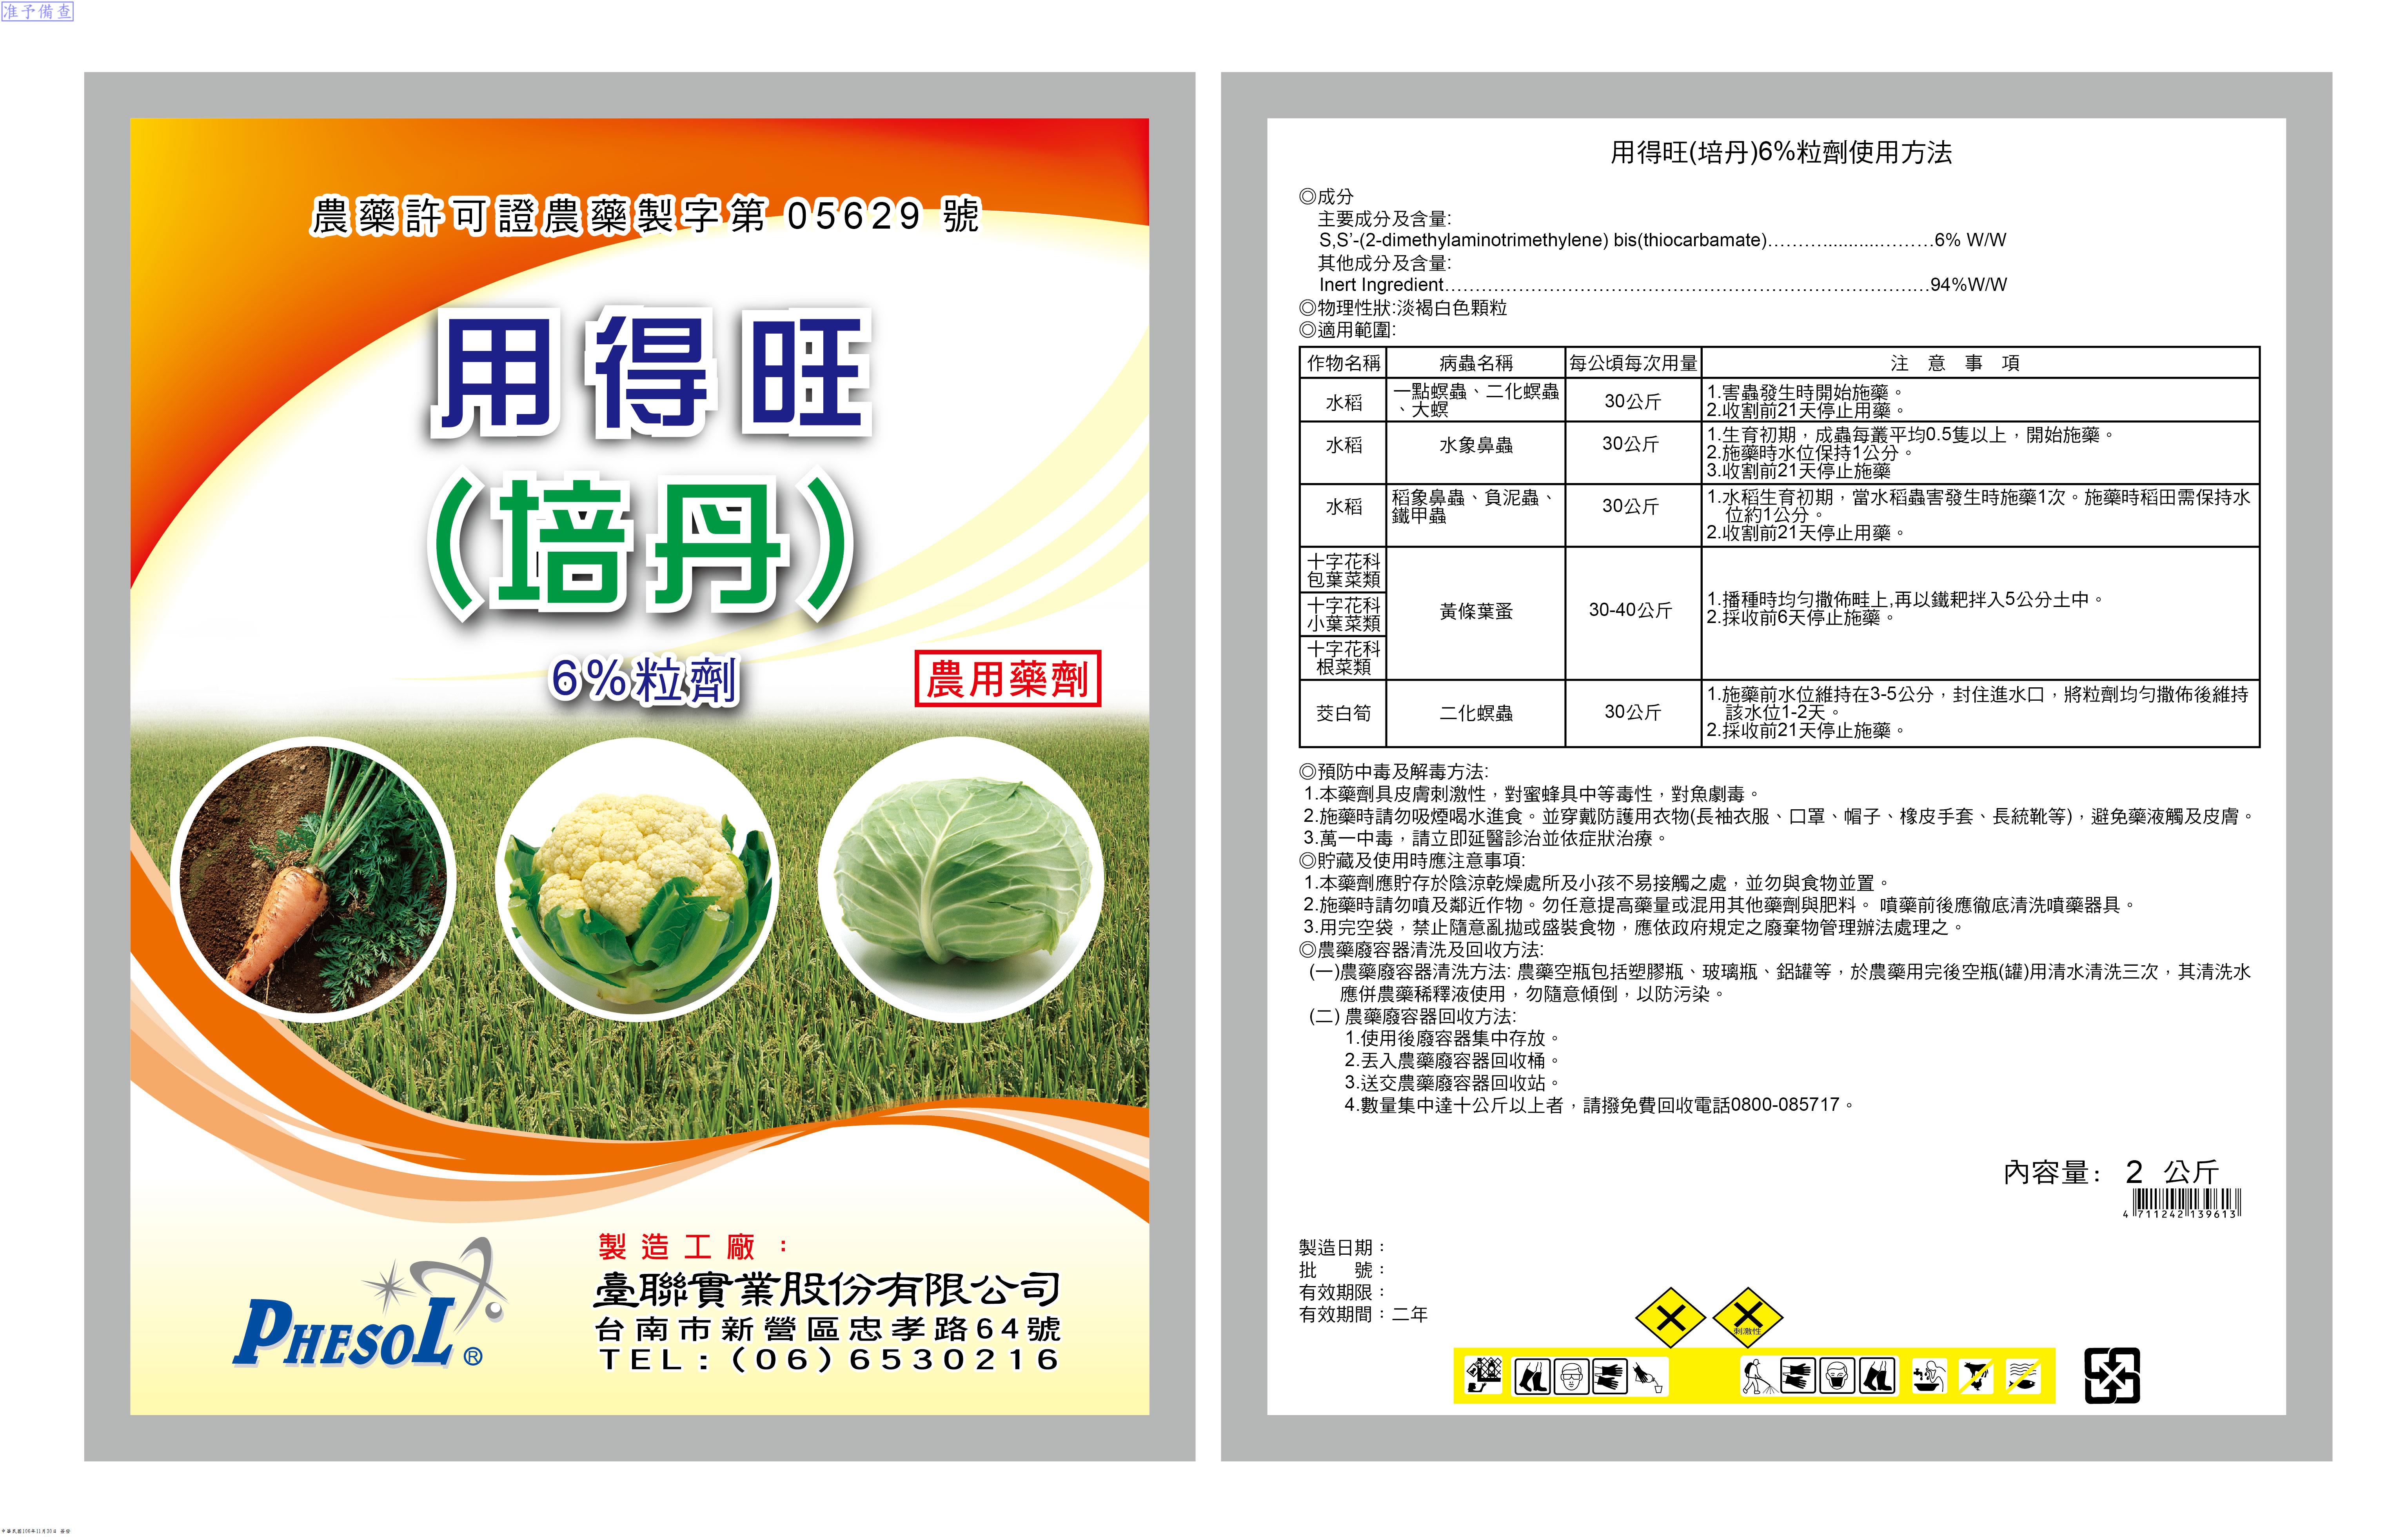 准予備查
農藥許可證農藥製字第 05629 號
用得旺
(培丹)
6%粒劑
農用藥劑
PHESOL®
製造工廠：
臺聯實業股份有限公司
台南市新營區忠孝路64號
TEL:(06)6530216
用得旺(培丹)6%粒劑使用方法
◎成分
主要成分及含量:
S,S’-(2-dimethylaminotrimethylene) bis(thiocarbamate)………...........………6% W/W
其他成分及含量:
Inert Ingredient……………………………………………………………………….…94%W/W
◎物理性狀:淡褐白色顆粒
◎適用範圍:
作物名稱 病蟲名稱 每公頃每次用量 注 意 事 項
水稻 一點螟蟲、二化螟蟲、大螟 30公斤 1.害蟲發生時開始施藥。
2.收割前21天停止用藥。
水稻 水象鼻蟲 30公斤 1.生育初期，成蟲每叢平均0.5隻以上，開始施藥。
2.施藥時水位保持1公分。
3.收割前21天停止施藥
水稻 稻象鼻蟲、負泥蟲、鐵甲蟲 30公斤 1.水稻生育初期，當水稻蟲害發生時施藥1次。施藥時稻田需保持水
位約1公分。
2.收割前21天停止用藥。
十字花科
包葉菜類
十字花科
小葉菜類
十字花科
根菜類
黃條葉蚤 30-40公斤 1.播種時均勻撒佈畦上,再以鐵耙拌入5公分土中。
2.採收前6天停止施藥。
茭白筍 二化螟蟲 30公斤 1.施藥前水位維持在3-5公分，封住進水口，將粒劑均勻撒佈後維持
該水位1-2天。
2.採收前21天停止施藥。
◎預防中毒及解毒方法:
1.本藥劑具皮膚刺激性，對蜜蜂具中等毒性，對魚劇毒。
2.施藥時請勿吸煙喝水進食。並穿戴防護用衣物(長袖衣服、口罩、帽子、橡皮手套、長統靴等)，避免藥液觸及皮膚。
3.萬一中毒，請立即延醫診治並依症狀治療。
◎貯藏及使用時應注意事項:
1.本藥劑應貯存於陰涼乾燥處所及小孩不易接觸之處，並勿與食物並置。
2.施藥時請勿噴及鄰近作物。勿任意提高藥量或混用其他藥劑與肥料。 噴藥前後應徹底清洗噴藥器具。
3.用完空袋，禁止隨意亂拋或盛裝食物，應依政府規定之廢棄物管理辦法處理之。
◎農藥廢容器清洗及回收方法:
(一)農藥廢容器清洗方法: 農藥空瓶包括塑膠瓶、玻璃瓶、鋁罐等，於農藥用完後空瓶(罐)用清水清洗三次，其清洗水
應併農藥稀釋液使用，勿隨意傾倒，以防污染。
(二) 農藥廢容器回收方法:
1.使用後廢容器集中存放。
2.丟入農藥廢容器回收桶。
3.送交農藥廢容器回收站。
4.數量集中達十公斤以上者，請撥免費回收電話0800-085717。
內容量: 2 公斤
4 711242 139613
製造日期：
批　　號：
有效期限：
有效期間：二年
刺激性
中華民國106年11月30日